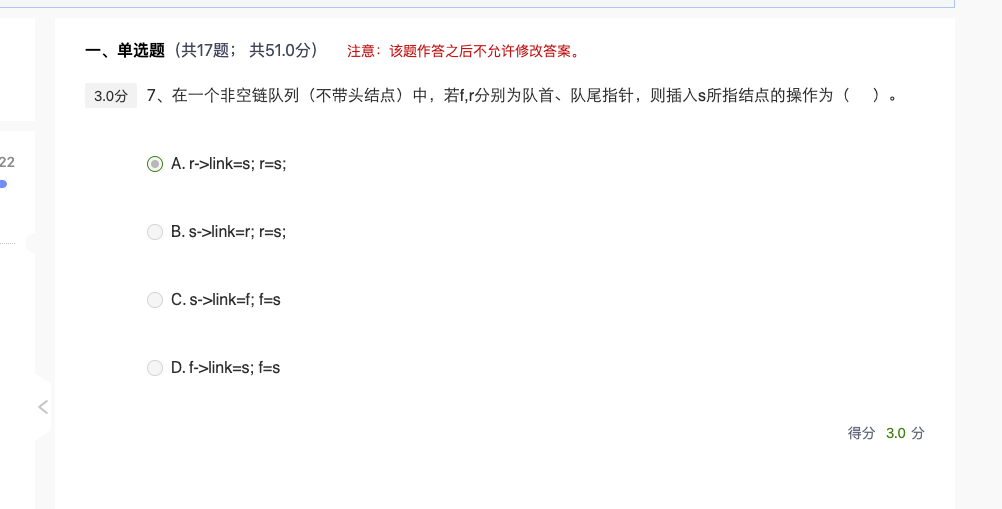 一、单选题（共17题； 共51.0分） 注意：该题作答之后不允许修改答案。
3.0分 7、在一个非空链队列（不带头结点）中，若f,r分别为队首、队尾指针，则插入s所指结点的操作为（ ）。
22
A. r->link=s; r=s;
B. s->link=r; r=s;
C. s->link=f; f=s
D. f->link=s; f=s
得分 3.0 分